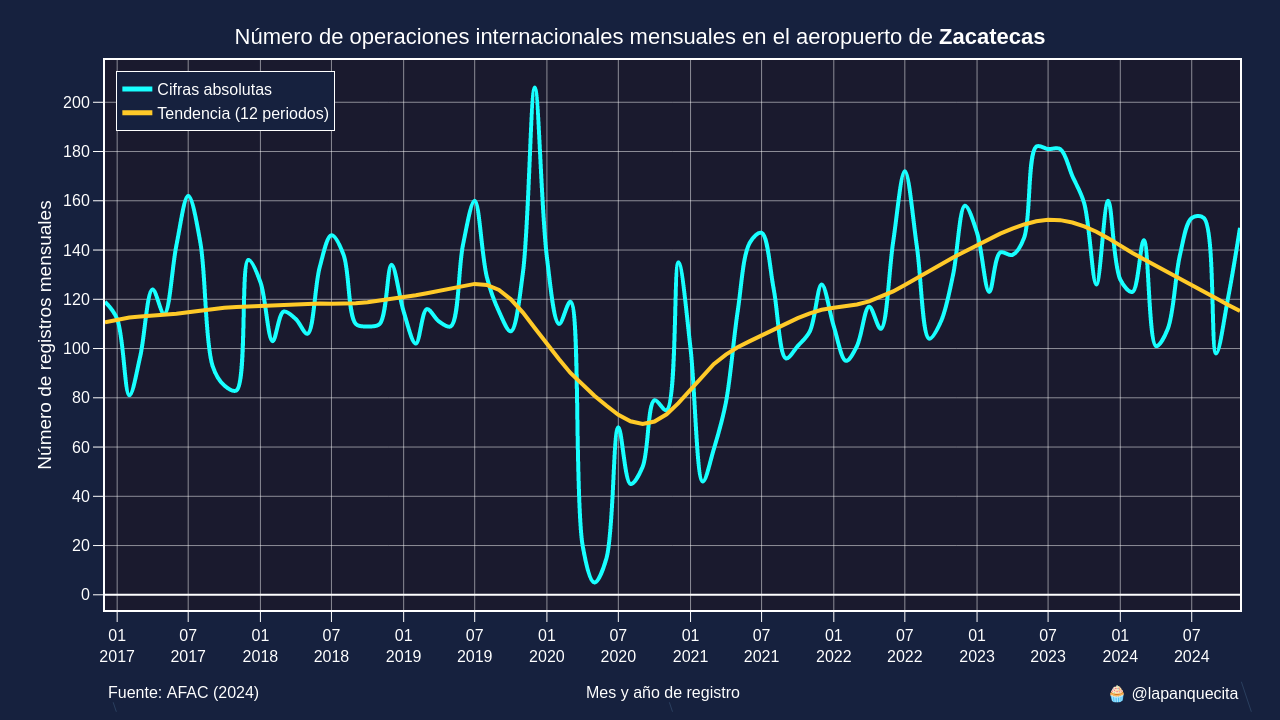 Número de operaciones internacionales mensuales en el aeropuerto de Zacatecas
Cifras absolutas
Tendencia (12 periodos)
Número de registros mensuales
200
180
160
140
120
100
80
60
40
20
0
01 07 01 07 01 07 01 07 01 07 01 07 01 07 01 07
2017 2017 2018 2018 2019 2019 2020 2020 2021 2021 2022 2022 2023 2023 2024 2024
Fuente: AFAC (2024) Mes y año de registro 🧁 @lapanquecita